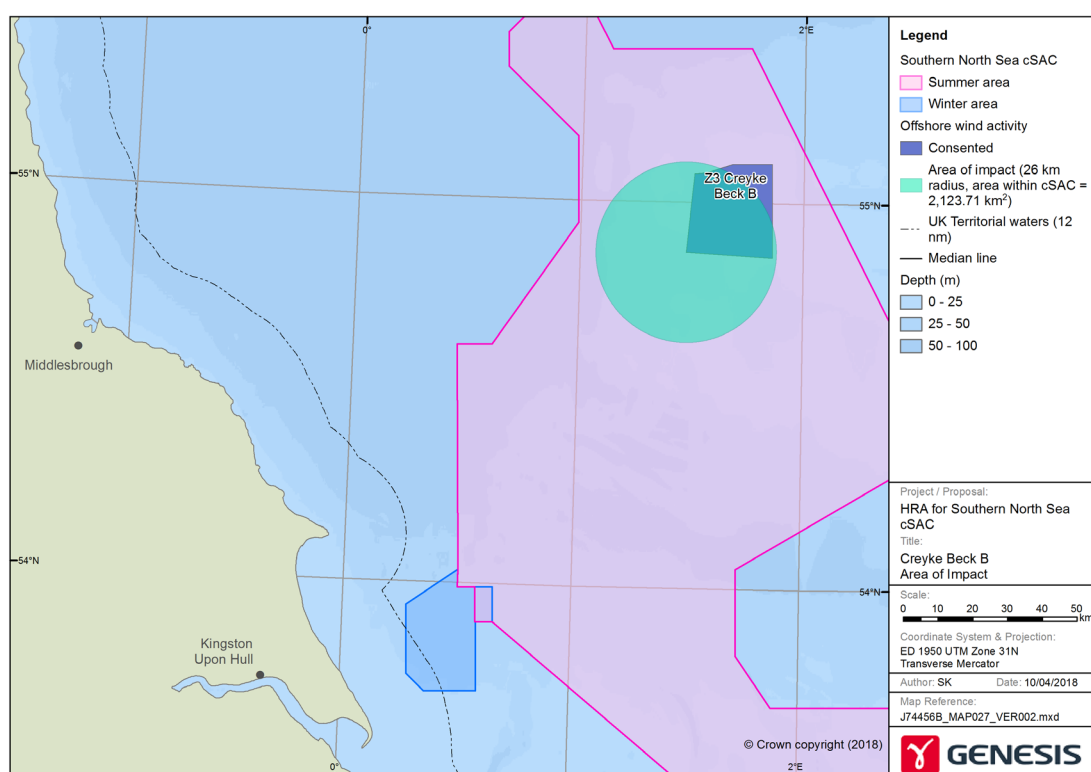 0°
2°E
55°N
55°N
Z3 Creyke
Beck B
Middlesbrough
54°N
54°N
Kingston
Upon Hull
© Crown copyright (2018)
0°
2°E
Legend
Southern North Sea cSAC
Summer area
Winter area
Offshore wind activity
Consented
Area of impact (26 km
radius, area within cSAC =
2,123.71 km²)
UK Territorial waters (12
nm)
Median line
Depth (m)
0 - 25
25 - 50
50 - 100
Project / Proposal:
HRA for Southern North Sea
cSAC
Title:
Creyke Beck B
Area of Impact
Scale:
0 10 20 30 40 50
km
Coordinate System & Projection:
ED 1950 UTM Zone 31N
Transverse Mercator
Author: SK Date: 10/04/2018
Map Reference:
J74456B_MAP027_VER002.mxd
GENESIS